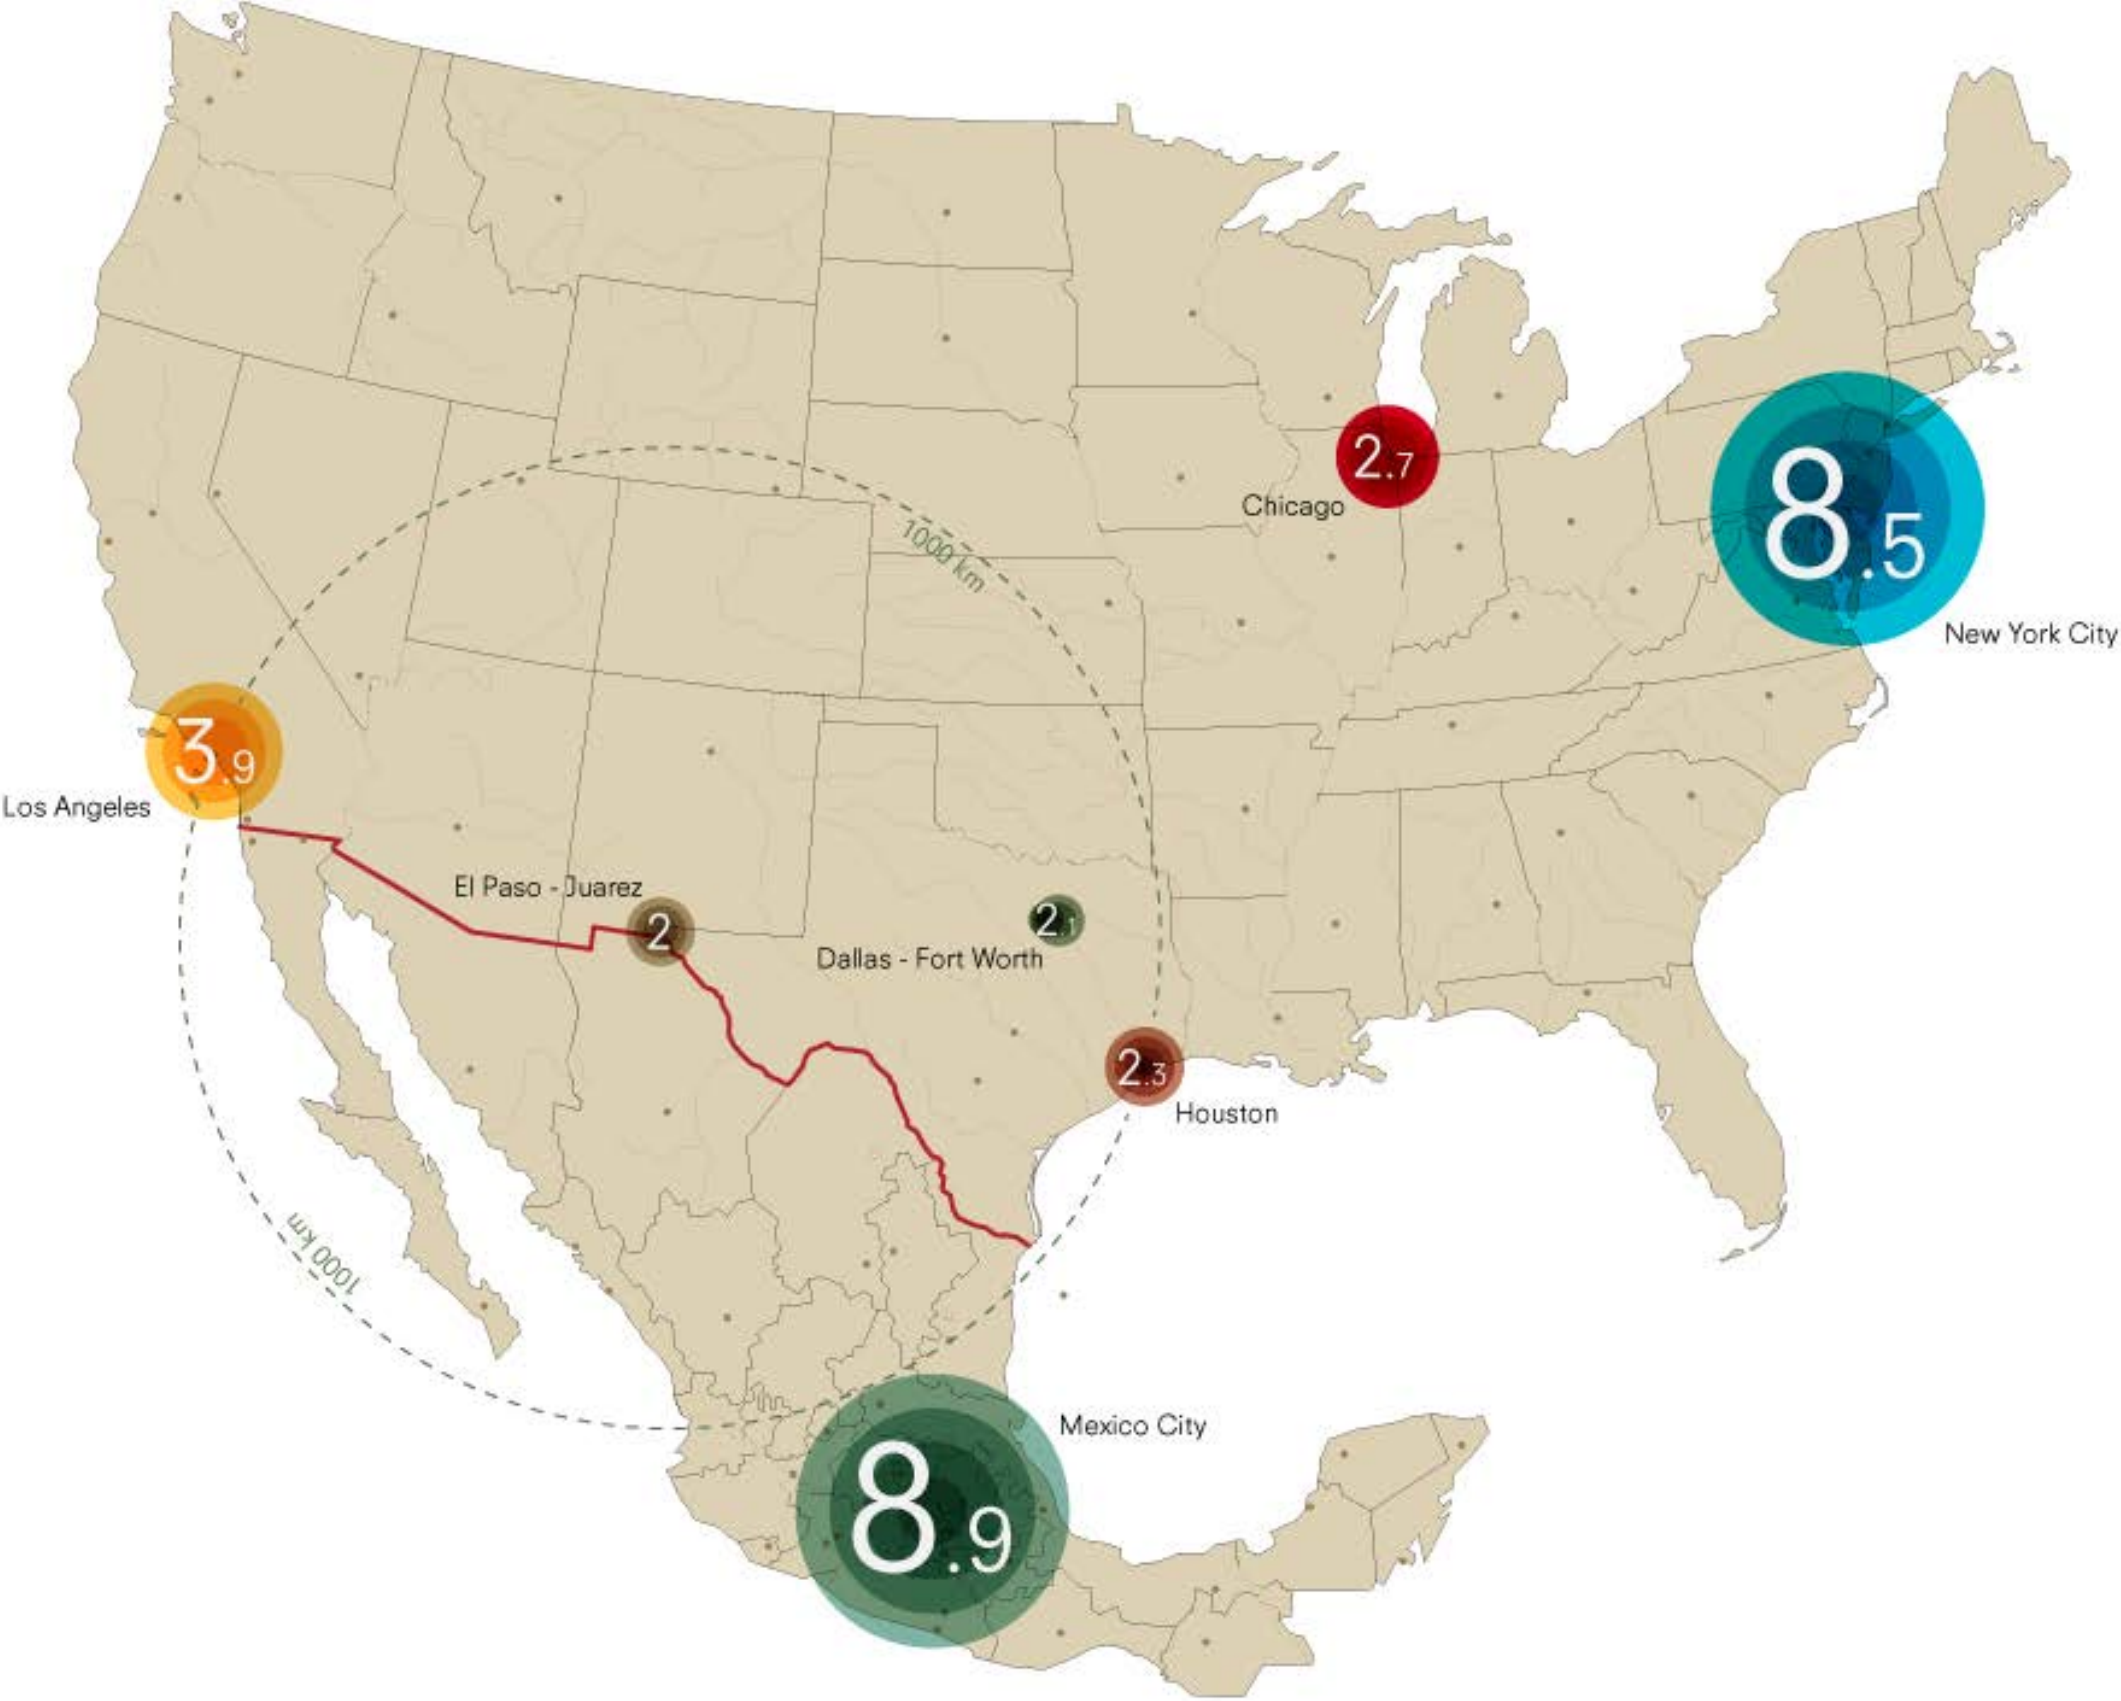 2.7
Chicago
1000 km
8.5
New York City
3.9
Los Angeles
El Paso - Juarez
2
2.1
Dallas - Fort Worth
2.3
Houston
1000 km
Mexico City
8.9